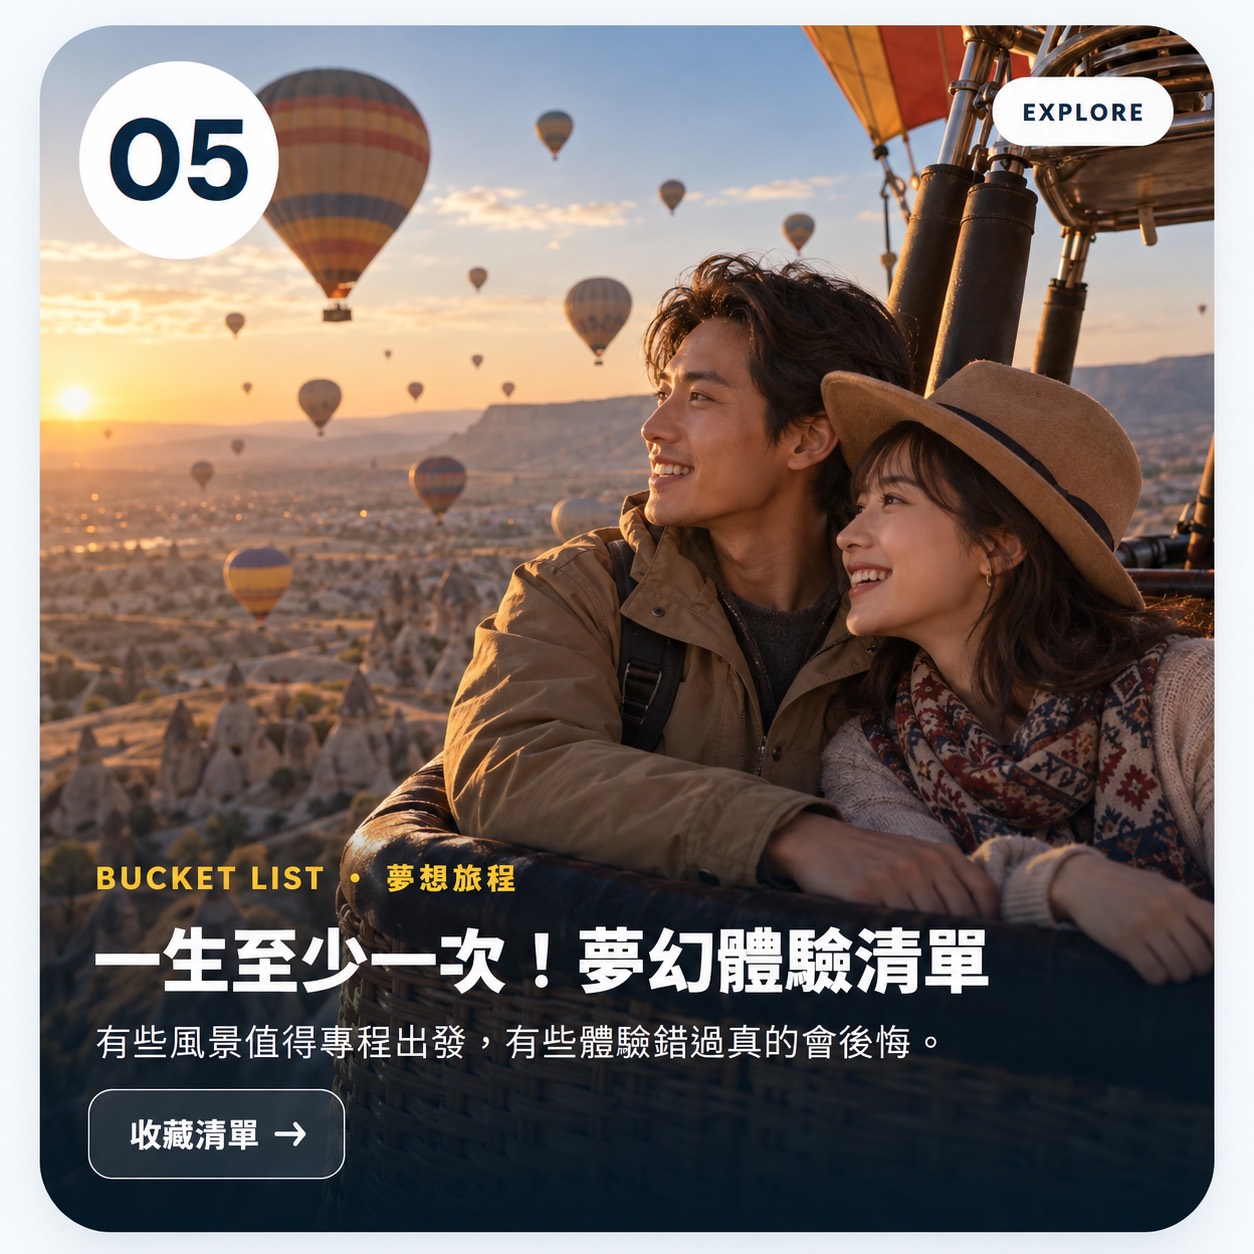 05
EXPLORE
BUCKET LIST • 夢想旅程
一生至少一次！夢幻體驗清單
有些風景值得專程出發，有些體驗錯過真的會後悔。
收藏清單 →